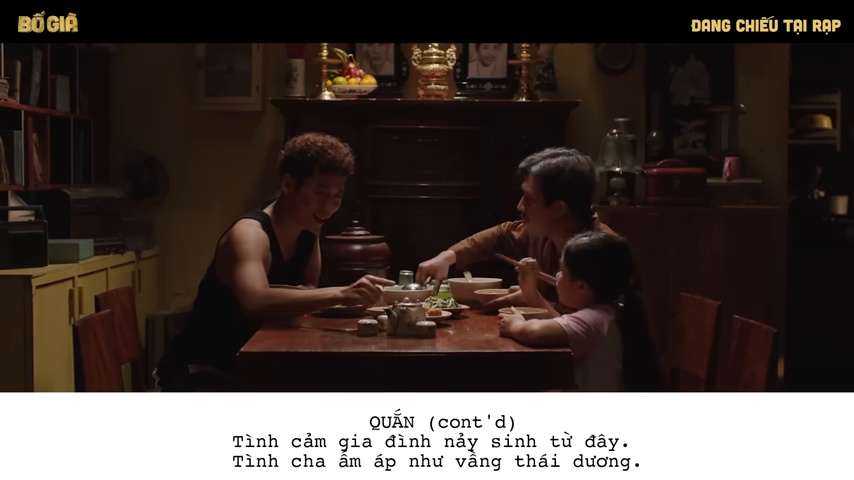 BỐ GIÀ
ĐANG CHIẾU TẠI RẠP
QUẮN (cont'd)
Tình cảm gia đình nảy sinh từ đây.
Tình cha ấm áp như vầng thái dương.